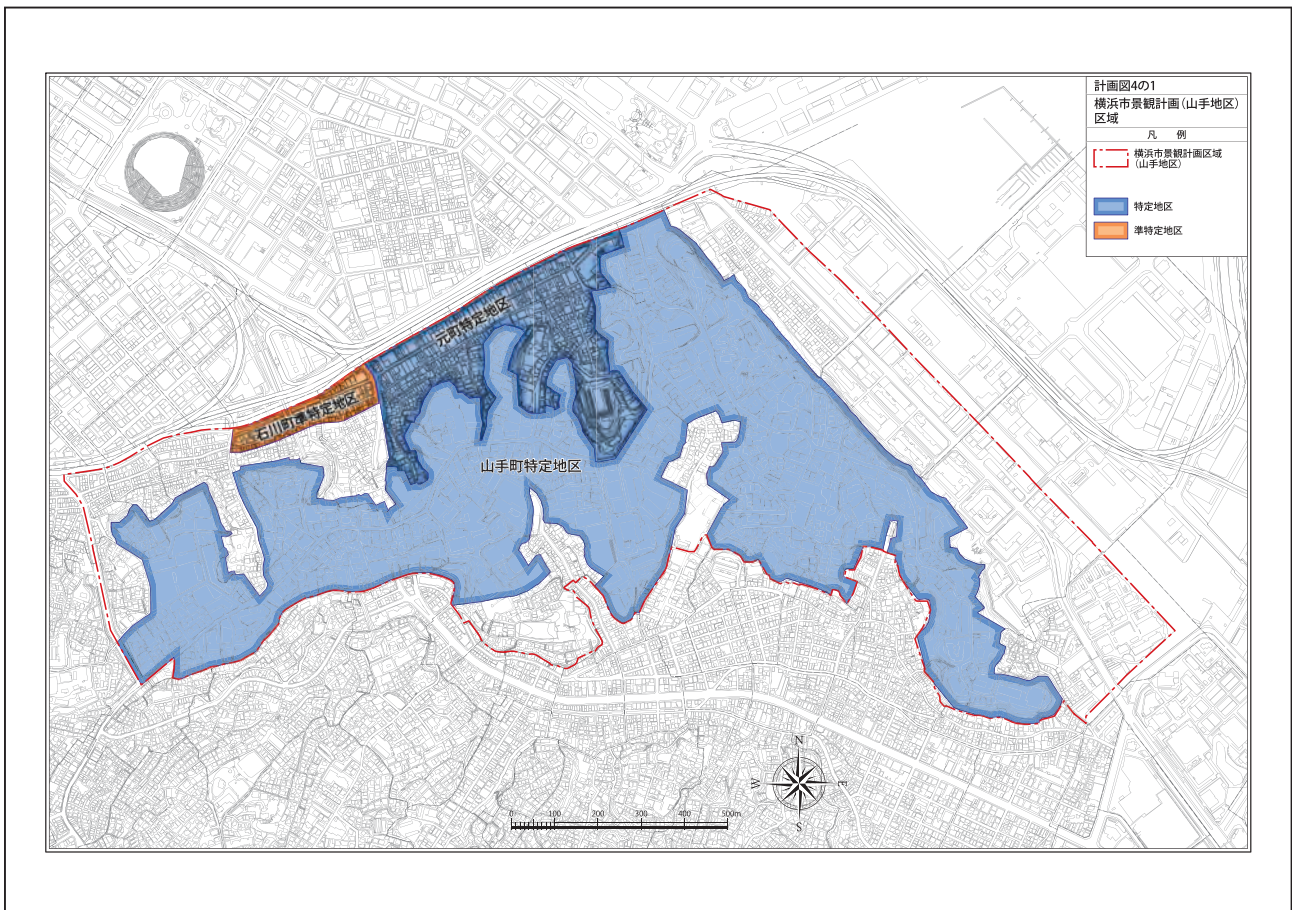 計画図4の1
横浜市景観計画(山手地区)
区域
凡 例
横浜市景観計画区域
(山手地区)
特定地区
準特定地区
元町特定地区
石川町準特定地区
山手町特定地区
N
W
E
S
0 100 200 300 400 500m